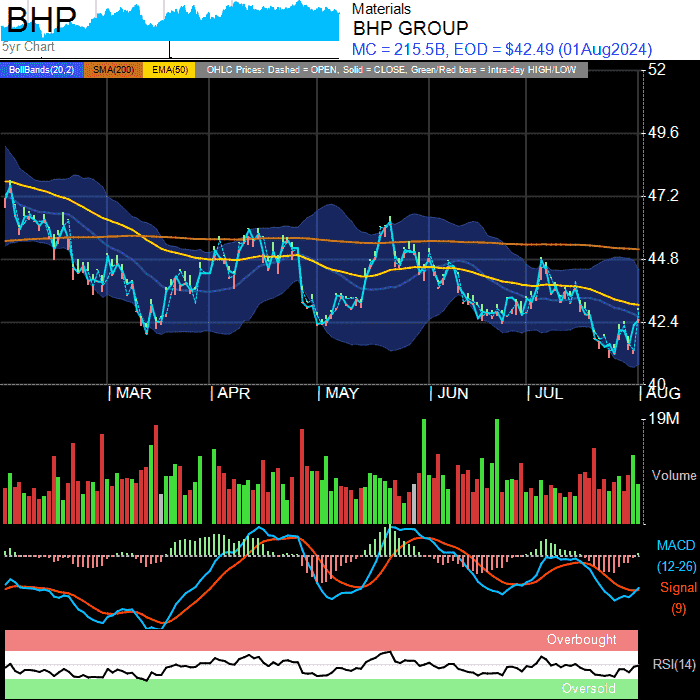 BHP
5yr Chart
Materials
BHP GROUP
MC = 215.5B, EOD = $42.49 (01Aug2024)
BollBands(20,2) SMA(200) EMA(50) OHLC Prices: Dashed = OPEN, Solid = CLOSE, Green/Red bars = Intra-day HIGH/LOW
52
49.6
47.2
44.8
42.4
40
MAR APR MAY JUN JUL AUG
19M
Volume
MACD
(12-26)
Signal
(9)
Overbought
RSI(14)
Oversold